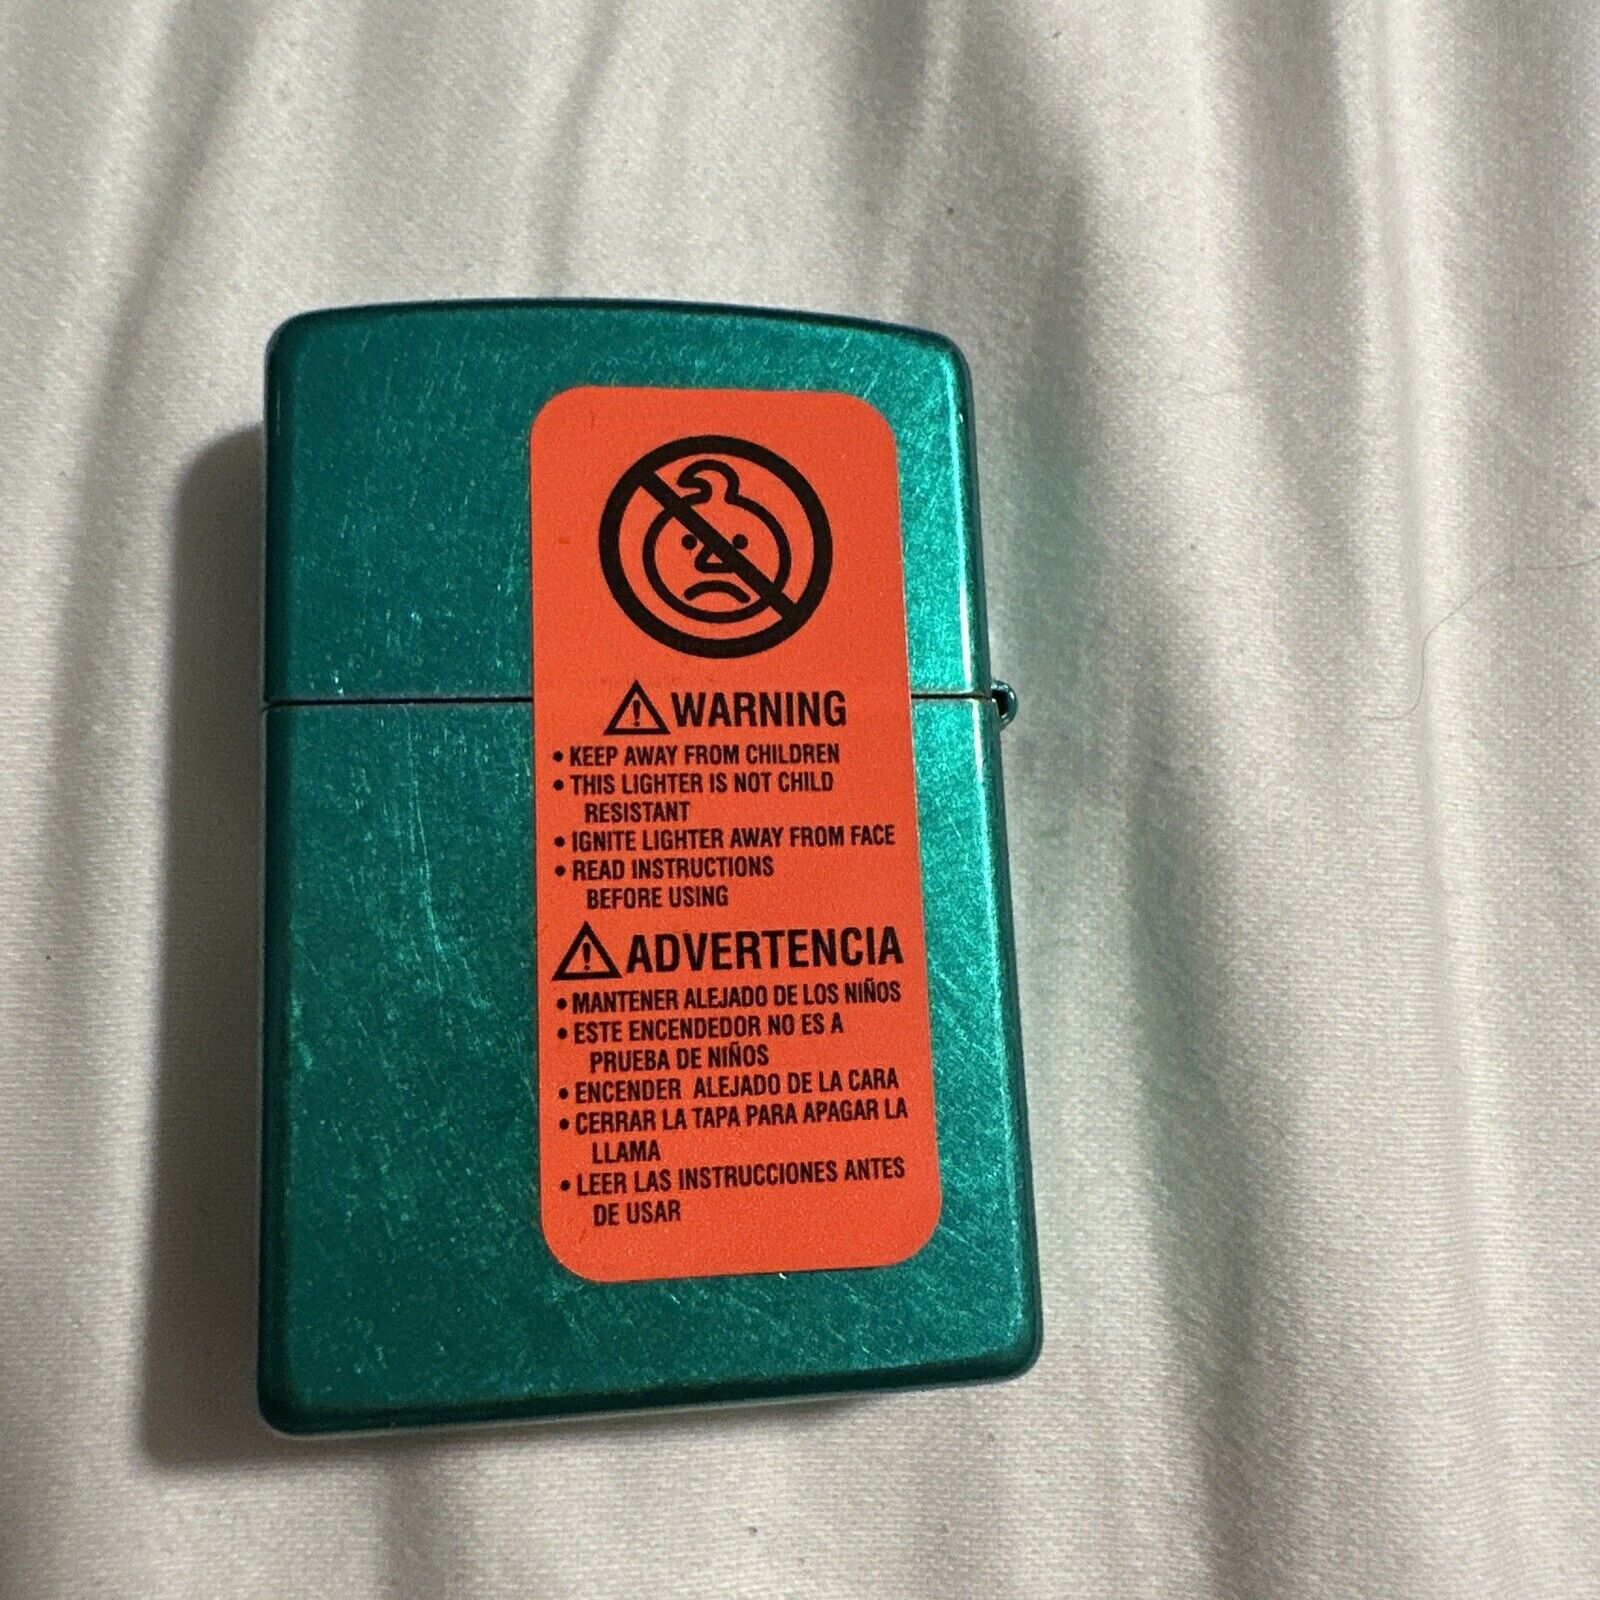 WARNING
• KEEP AWAY FROM CHILDREN
• THIS LIGHTER IS NOT CHILD
RESISTANT
• IGNITE LIGHTER AWAY FROM FACE
• READ INSTRUCTIONS
BEFORE USING
ADVERTENCIA
• MANTENER ALEJADO DE LOS NIÑOS
• ESTE ENCENDEDOR NO ES A
PRUEBA DE NIÑOS
• ENCENDER ALEJADO DE LA CARA
• CERRAR LA TAPA PARA APAGAR LA
LLAMA
• LEER LAS INSTRUCCIONES ANTES
DE USAR